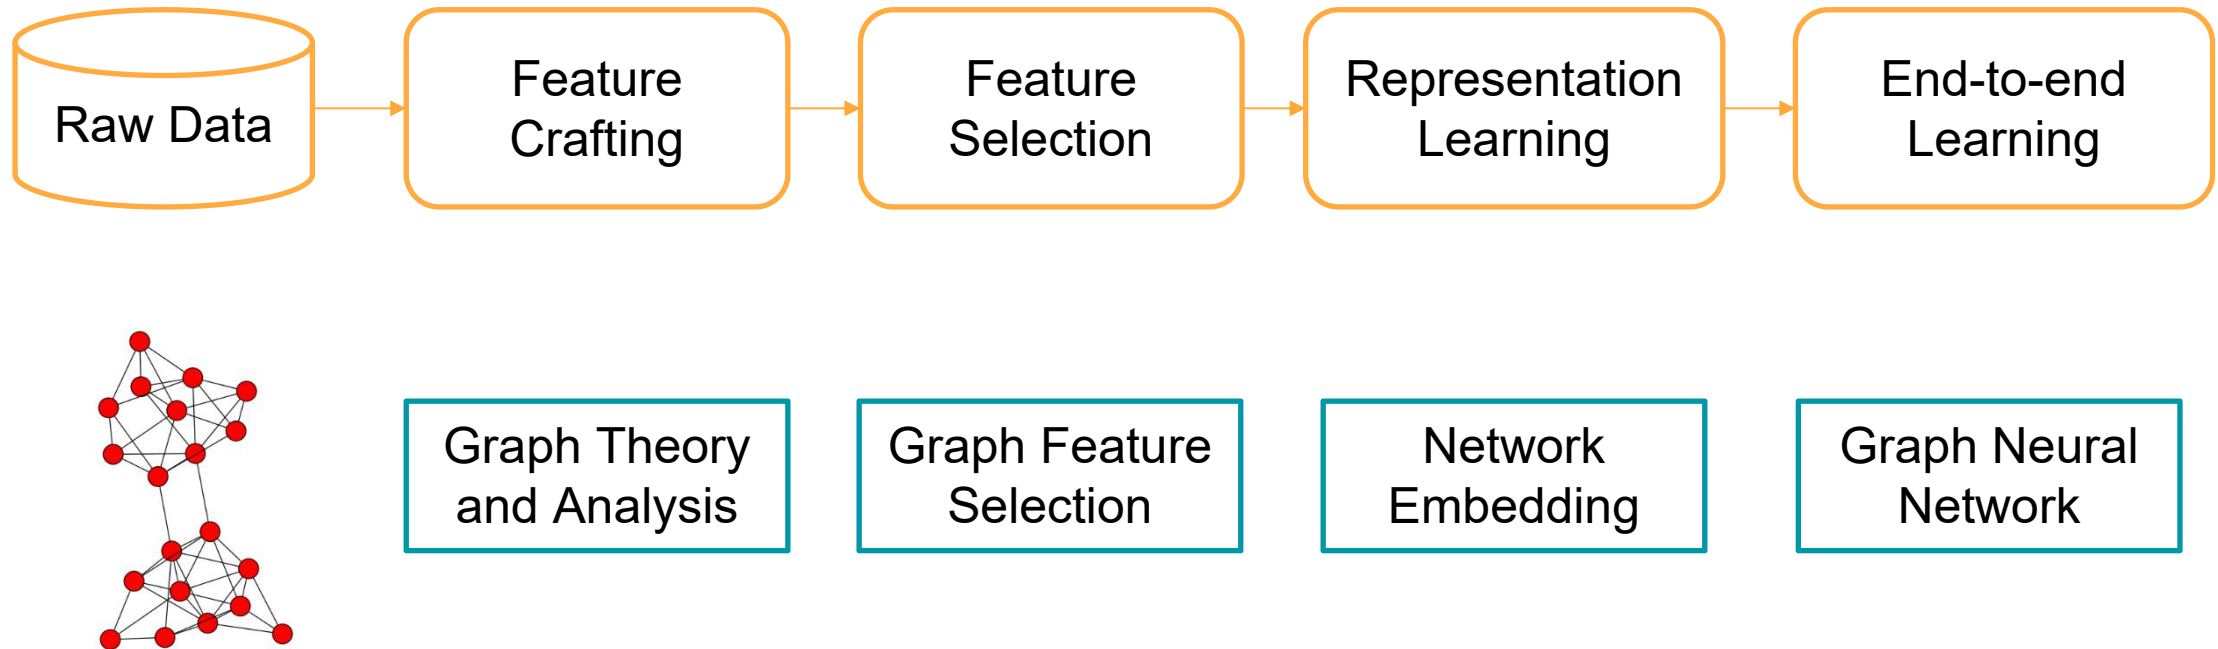 Raw Data
Feature
Crafting
Feature
Selection
Representation
Learning
End-to-end
Learning
Graph Theory
and Analysis
Graph Feature
Selection
Network
Embedding
Graph Neural
Network